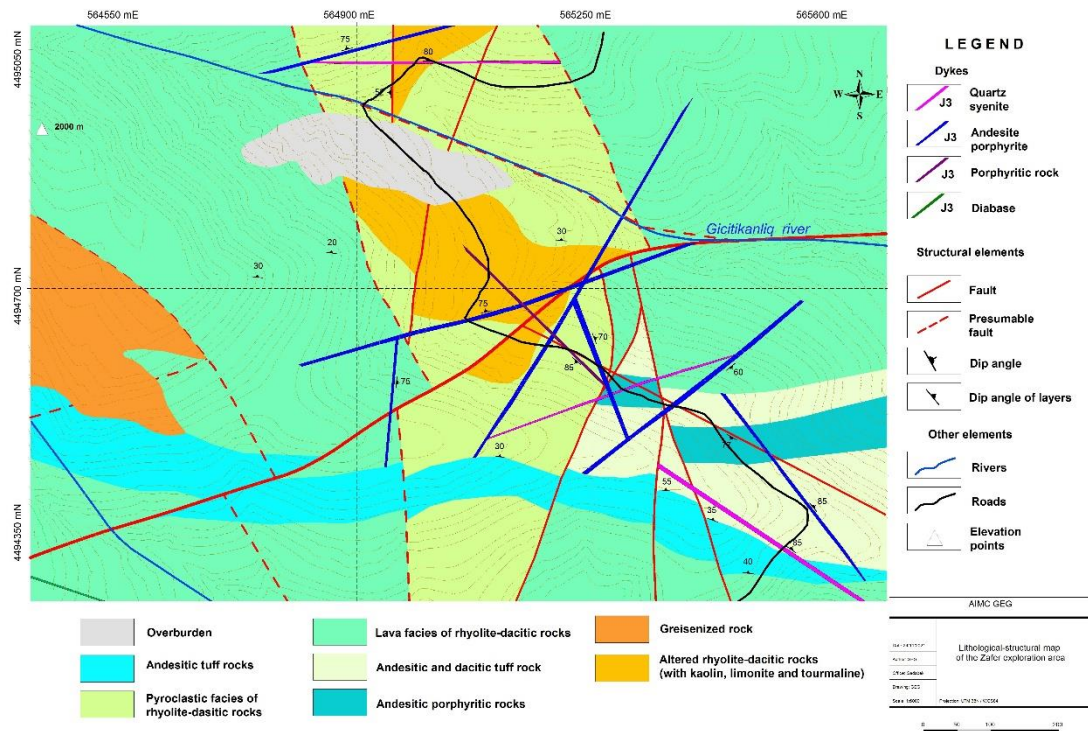 564550 mE
564900 mE
565250 mE
565600 mE
4495050 mN
4494700 mN
4494350 mN
2000 m
N
W
E
S
75
80
52
30
20
30
75
Gicitikanliq river
70
85
60
75
30
77
55
35
85
85
40
LEGEND
Dykes
J3
Quartz
syenite
J3
Andesite
porphyrite
J3
Porphyritic rock
J3
Diabase
Structural elements
Fault
Presumable
fault
Dip angle
Dip angle of layers
Other elements
Rivers
Roads
Elevation
points
Overburden
Andesitic tuff rocks
Pyroclastic facies of
rhyolite-dasitic rocks
Lava facies of rhyolite-dacitic rocks
Andesitic and dacitic tuff rock
Andesitic porphyritic rocks
Greisenized rock
Altered rhyolite-dacitic rocks
(with kaolin, limonite and tourmaline)
AIMC GEG
Lithological-structural map
of the Zafer exploration area